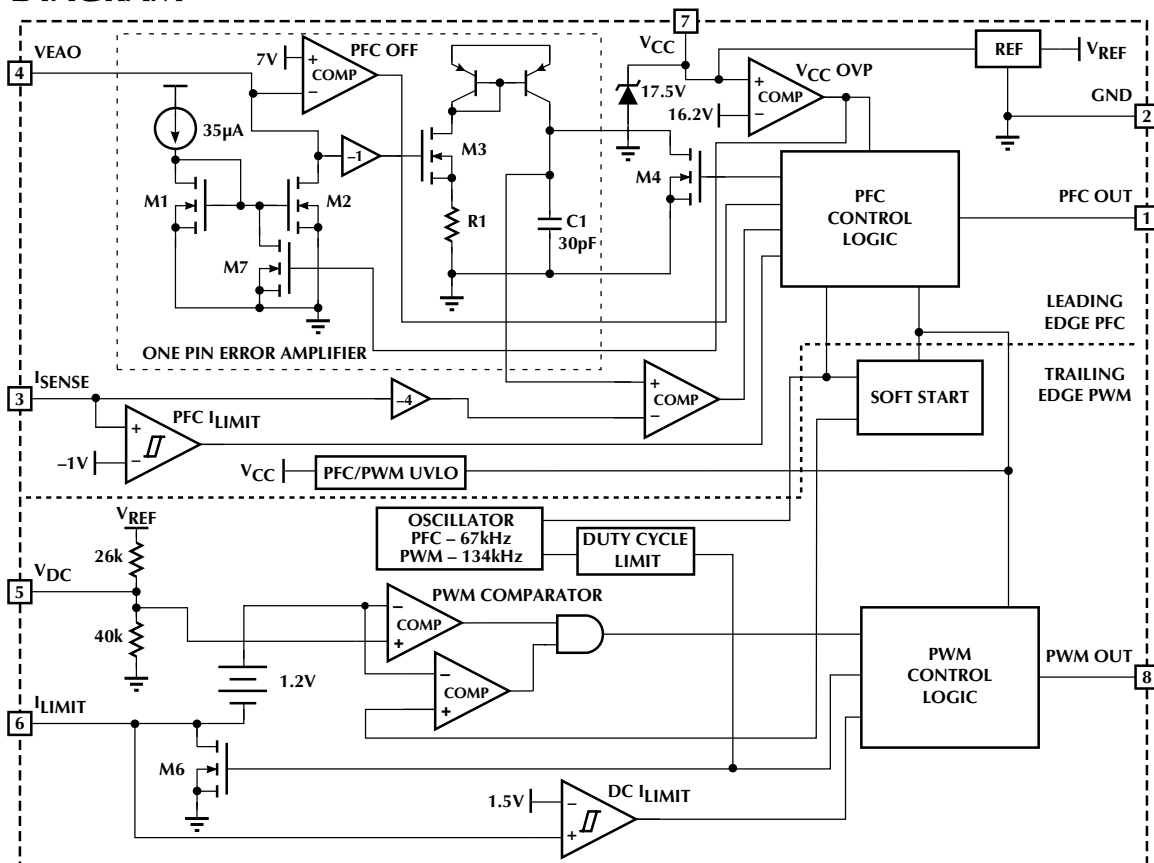 7
VEAO
4
PFC OFF
7V
+
COMP
–
VCC
17.5V
+
VCC OVP
COMP
16.2V
–
REF
VREF
GND
2
35µA
–1
M3
M4
M1
M2
R1
C1
30pF
M7
PFC
CONTROL
LOGIC
PFC OUT
1
LEADING
EDGE PFC
ONE PIN ERROR AMPLIFIER
ISENSE
3
–4
+
COMP
–
SOFT START
TRAILING
EDGE PWM
PFC ILIMIT
+
–1V
–
VCC
PFC/PWM UVLO
VREF
26k
VDC
5
40k
OSCILLATOR
PFC – 67kHz
PWM – 134kHz
DUTY CYCLE
LIMIT
PWM COMPARATOR
–
COMP
+
–
COMP
+
1.2V
PWM
CONTROL
LOGIC
PWM OUT
8
ILIMIT
6
M6
DC ILIMIT
1.5V
–
+